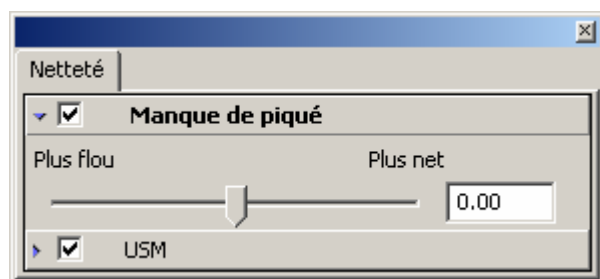 Netteté
Manque de piqué
Plus flou Plus net
0.00
USM